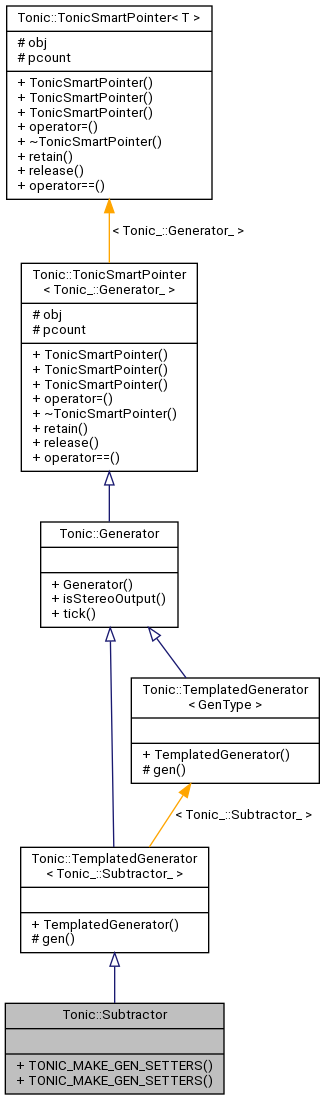 Tonic::TonicSmartPointer< T >
# obj
# pcount
+ TonicSmartPointer()
+ TonicSmartPointer()
+ TonicSmartPointer()
+ operator=()
+ ~TonicSmartPointer()
+ retain()
+ release()
+ operator==()
< Tonic_::Generator_ >
Tonic::TonicSmartPointer
< Tonic_::Generator_ >
# obj
# pcount
+ TonicSmartPointer()
+ TonicSmartPointer()
+ TonicSmartPointer()
+ operator=()
+ ~TonicSmartPointer()
+ retain()
+ release()
+ operator==()
Tonic::Generator
+ Generator()
+ isStereoOutput()
+ tick()
Tonic::TemplatedGenerator
< GenType >
+ TemplatedGenerator()
# gen()
< Tonic_::Subtractor_ >
Tonic::TemplatedGenerator
< Tonic_::Subtractor_ >
+ TemplatedGenerator()
# gen()
Tonic::Subtractor
+ TONIC_MAKE_GEN_SETTERS()
+ TONIC_MAKE_GEN_SETTERS()